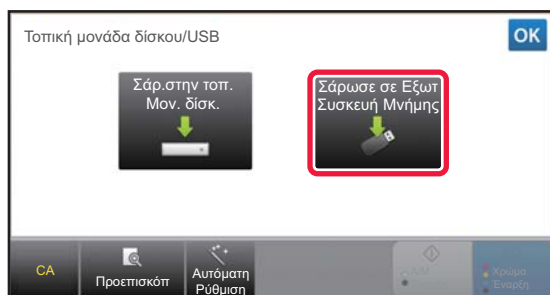 Τοπική μονάδα δίσκου/USB
OK
Σάρ.στην τοπ.
Μον. δίσκ.
Σάρωσε σε Εξωτ
Συσκευή Μνήμης
CA
Προεπισκόπ
Αυτόματη
Ρύθμιση
Α/Μ
Χρώμα
Έναρξη